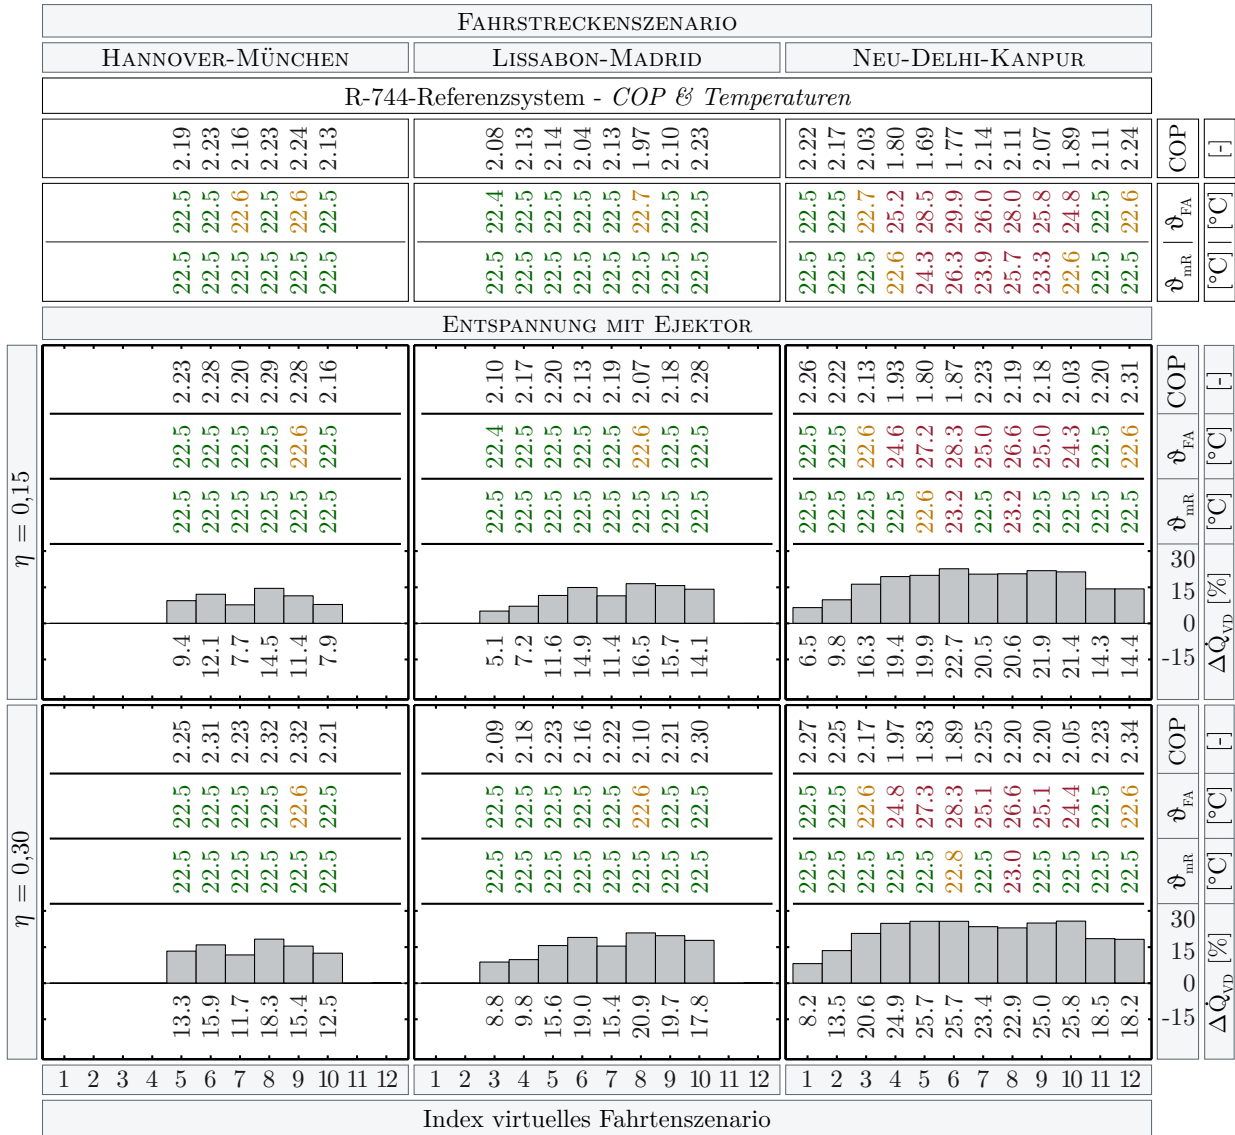 FAHRSTRECKENSZENARIO
HANNOVER-MÜNCHEN LISSABON-MADRID NEU-DELHI-KANPUR
R-744-Referenzsystem - COP & Temperaturen
2.19 2.23 2.16 2.23 2.24 2.13 2.08 2.13 2.14 2.04 2.13 1.97 2.10 2.23 2.22 2.17 2.03 1.80 1.69 1.77 2.14 2.11 2.07 1.89 2.11 2.24 COP [-]
22.5 22.5 22.6 22.5 22.6 22.5 22.4 22.5 22.5 22.5 22.5 22.7 22.5 22.5 22.5 22.5 22.7 25.2 28.5 29.9 26.0 28.0 25.8 24.8 22.5 22.6 ϑFA [°C]
22.5 22.5 22.5 22.5 22.5 22.5 22.5 22.5 22.5 22.5 22.5 22.5 22.5 22.5 22.5 22.5 22.5 22.6 24.3 26.3 23.9 25.7 23.3 22.6 22.5 22.5 ϑmR | [°C] |
ENTSPANNUNG MIT EJEKTOR
η = 0,15
2.23 2.28 2.20 2.29 2.28 2.16 2.10 2.17 2.20 2.13 2.19 2.07 2.18 2.28 2.26 2.22 2.13 1.93 1.80 1.87 2.23 2.19 2.18 2.03 2.20 2.31 COP [-]
22.5 22.5 22.5 22.5 22.6 22.5 22.4 22.5 22.5 22.5 22.5 22.6 22.5 22.5 22.5 22.5 22.6 24.6 27.2 28.3 25.0 26.6 25.0 24.3 22.5 22.6 ϑFA [°C]
22.5 22.5 22.5 22.5 22.5 22.5 22.5 22.5 22.5 22.5 22.5 22.5 22.5 22.5 22.5 22.5 22.5 22.5 22.6 23.2 22.5 23.2 22.5 22.5 22.5 22.5 ϑmR [°C]
30
15
0
-15
ΔQ̇VD [%]
9.4 12.1 7.7 14.5 11.4 7.9 5.1 7.2 11.6 14.9 11.4 16.5 15.7 14.1 6.5 9.8 16.3 19.4 19.9 22.7 20.5 20.6 21.9 21.4 14.3 14.4
η = 0,30
2.25 2.31 2.23 2.32 2.32 2.21 2.09 2.18 2.23 2.16 2.22 2.10 2.21 2.30 2.27 2.25 2.17 1.97 1.83 1.89 2.25 2.20 2.20 2.05 2.23 2.34 COP [-]
22.5 22.5 22.5 22.5 22.6 22.5 22.5 22.5 22.5 22.5 22.5 22.6 22.5 22.5 22.5 22.5 22.6 24.8 27.3 28.3 25.1 26.6 25.1 24.4 22.5 22.6 ϑFA [°C]
22.5 22.5 22.5 22.5 22.5 22.5 22.5 22.5 22.5 22.5 22.5 22.5 22.5 22.5 22.5 22.5 22.5 22.5 22.5 22.8 22.5 23.0 22.5 22.5 22.5 22.5 ϑmR [°C]
30
15
0
-15
ΔQ̇VD [%]
13.3 15.9 11.7 18.3 15.4 12.5 8.8 9.8 15.6 19.0 15.4 20.9 19.7 17.8 8.2 13.5 20.6 24.9 25.7 25.7 23.4 22.9 25.0 25.8 18.5 18.2
1 2 3 4 5 6 7 8 9 10 11 12 1 2 3 4 5 6 7 8 9 10 11 12 1 2 3 4 5 6 7 8 9 10 11 12
Index virtuelles Fahrtenszenario